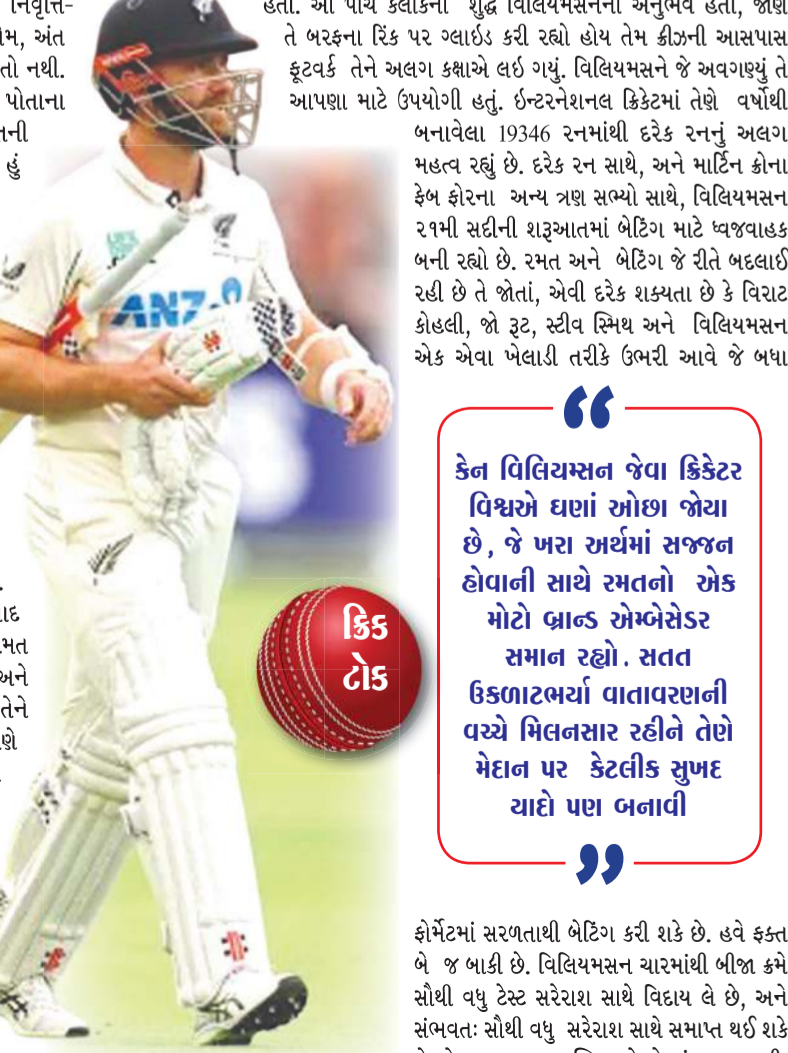 નિવૃત્તિ-
અંત
તો નથી.
પોતાના
હું
અને
તેને
હતા. આ પાંચ કલાકના શુદ્ધ વિલિયમસનનો અનુભવ હતો, જાણે
તે બરફના રિંક પર ગ્લાઇડ કરી રહ્યો હોય તેમ ક્રીઝની આસપાસ
ફૂટવર્ક તેને અલગ કક્ષાએ લઇ ગયું. વિલિયમસને જે અવગણ્યું તે
આપણા માટે ઉપયોગી હતું. ઇન્ટરનેશનલ ક્રિકેટમાં તેણે વર્ષોથી
બનાવેલા 19346 રનમાંથી દરેક રનનું અલગ
મહત્વ રહ્યું છે. દરેક રન સાથે, અને માર્ટિન ક્રોના
ફેબ ફોરના અન્ય ત્રણ સભ્યો સાથે, વિલિયમસન
૨૧મી સદીની શરૂઆતમાં બેટિંગ માટે ધ્વજવાહક
બની રહ્યો છે. રમત અને બેટિંગ જે રીતે બદલાઈ
રહી છે તે જોતાં, એવી દરેક શક્યતા છે કે વિરાટ
કોહલી, જો રૂટ, સ્ટીવ સ્મિથ અને વિલિયમસન
એક એવા ખેલાડી તરીકે ઉભરી આવે જે બધા
“
કેન વિલિયમ્સન જેવા ક્રિકેટર
વિશ્વએ ઘણાં ઓછા જોયા
છે, જે ખરા અર્થમાં સજ્જન
હોવાની સાથે રમતનો એક
મોટો બ્રાન્ડ એમ્બેસેડર
સમાન રહ્યો. સતત
ઉકળાટભર્યા વાતાવરણની
વચ્ચે મિલનસાર રહીને તેણે
મેદાન પર કેટલીક સુખદ
યાદો પણ બનાવી
”
ફોર્મેટમાં સરળતાથી બેટિંગ કરી શકે છે. હવે ફક્ત
બે જ બાકી છે. વિલિયમસન ચારમાંથી બીજા ક્રમે
સૌથી વધુ ટેસ્ટ સરેરાશ સાથે વિદાય લે છે, અને
સંભવતઃ સૌથી વધુ સરેરાશ સાથે સમાપ્ત થઈ શકે
ક્રિક
ટોક
ANZ